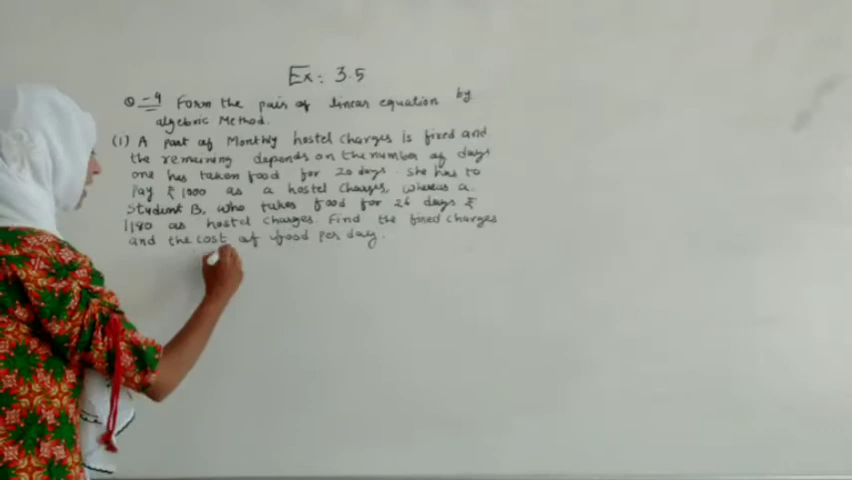 Ex: 3.5
Q-4 Form the pair of linear equation by
algebric Method.
(1) A part of Monthly hostel charges is fixed and
the remaining depends on the number of days
one has taken food for 20 days. She has to
Pay ₹ 1000 as a hostel charges, whereas a
Student B, who takes food for 26 days ₹
1180 as hostel charges. Find the fixed charges
and the cost of food per day.